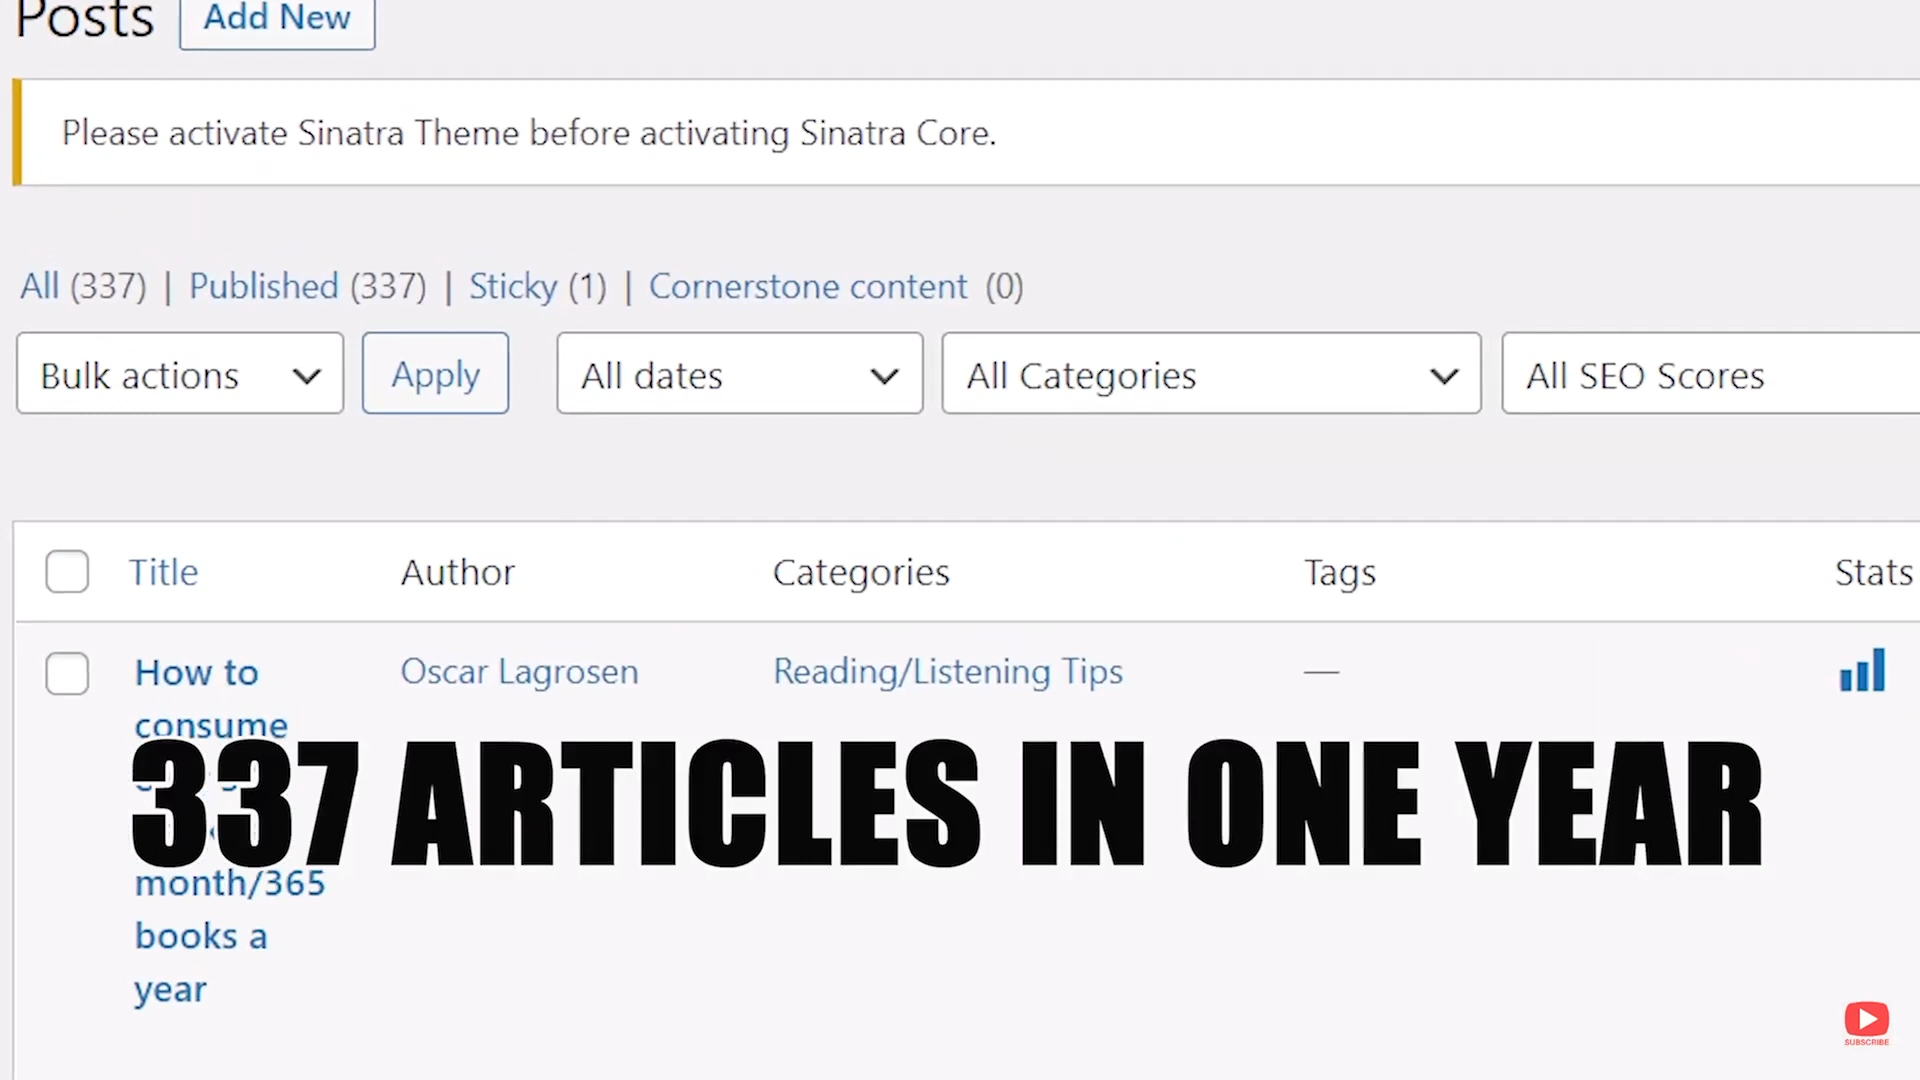 Posts Add New
Please activate Sinatra Theme before activating Sinatra Core.
All (337) | Published (337) | Sticky (1) | Cornerstone content (0)
Bulk actions Apply All dates All Categories All SEO Scores
Title Author Categories Tags Stats
How to Oscar Lagrosen Reading/Listening Tips —
consume
337 ARTICLES IN ONE YEAR
month/365
books a
year
SUBSCRIBE